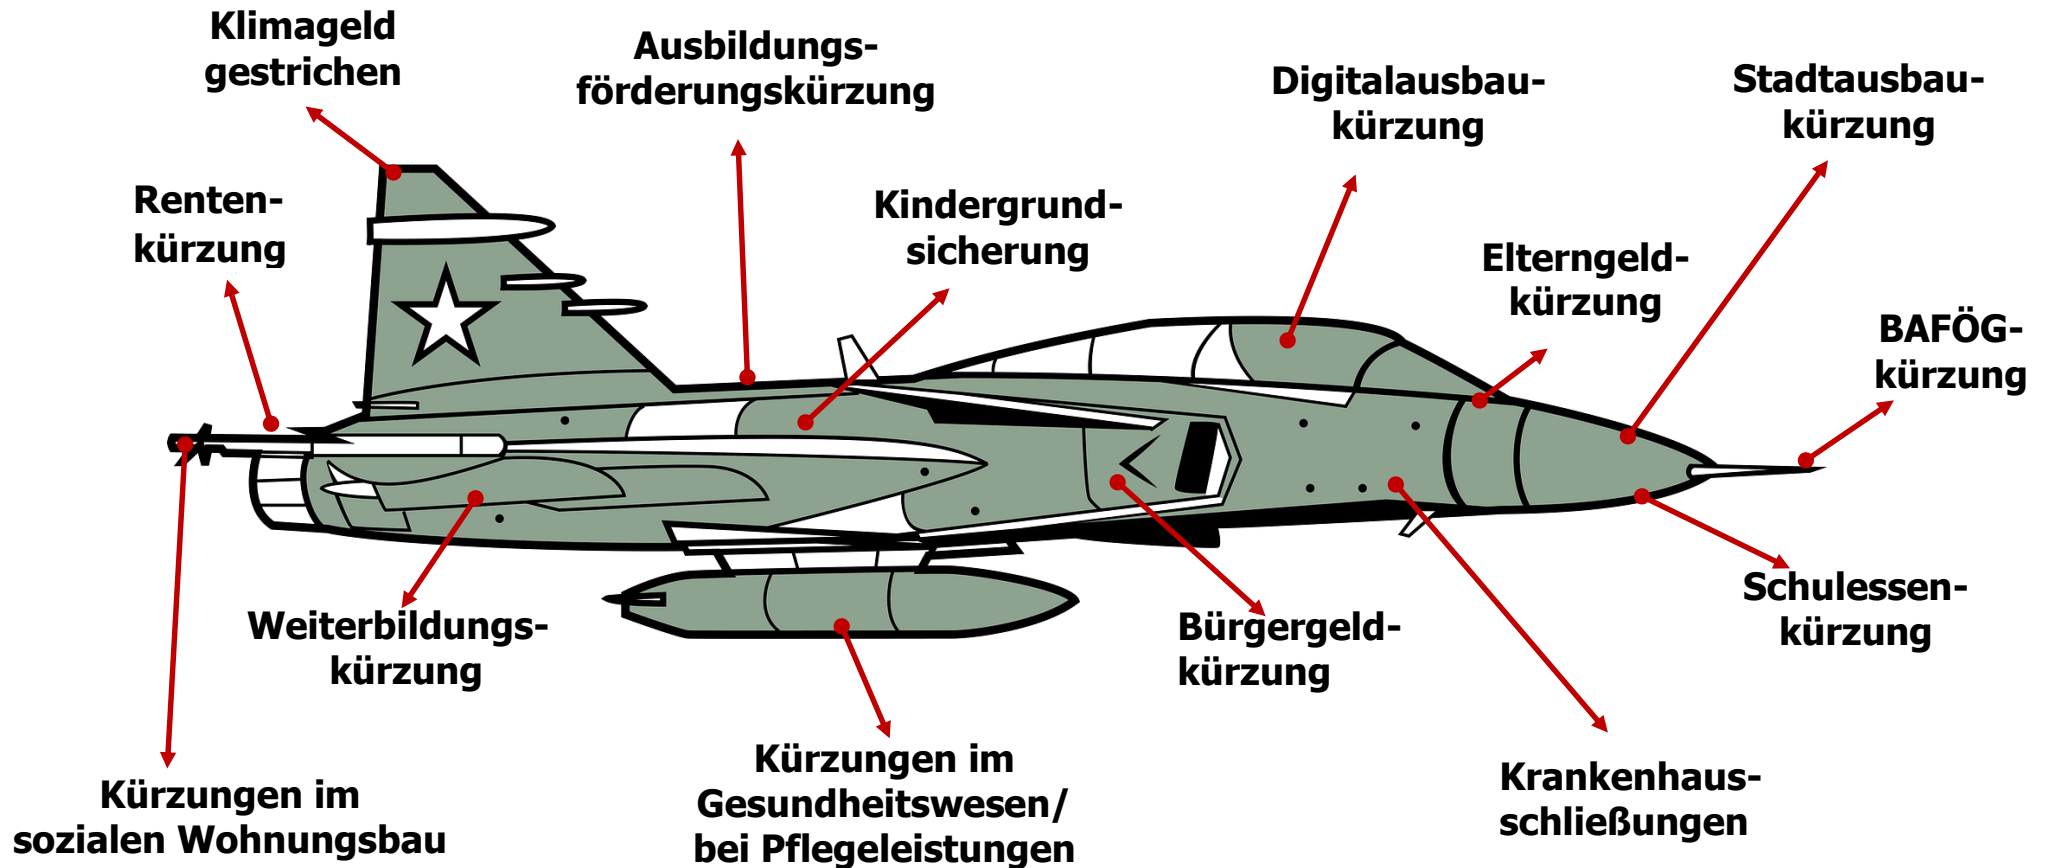 Klimageld
gestrichen
Ausbildungs-
förderungskürzung
Digitalausbau-
kürzung
Stadtausbau-
kürzung
Renten-
kürzung
Kindergrund-
sicherung
Elterngeld-
kürzung
BAFÖG-
kürzung
Weiterbildungs-
kürzung
Bürgergeld-
kürzung
Schulessen-
kürzung
Kürzungen im
sozialen Wohnungsbau
Kürzungen im
Gesundheitswesen/
bei Pflegeleistungen
Krankenhaus-
schließungen